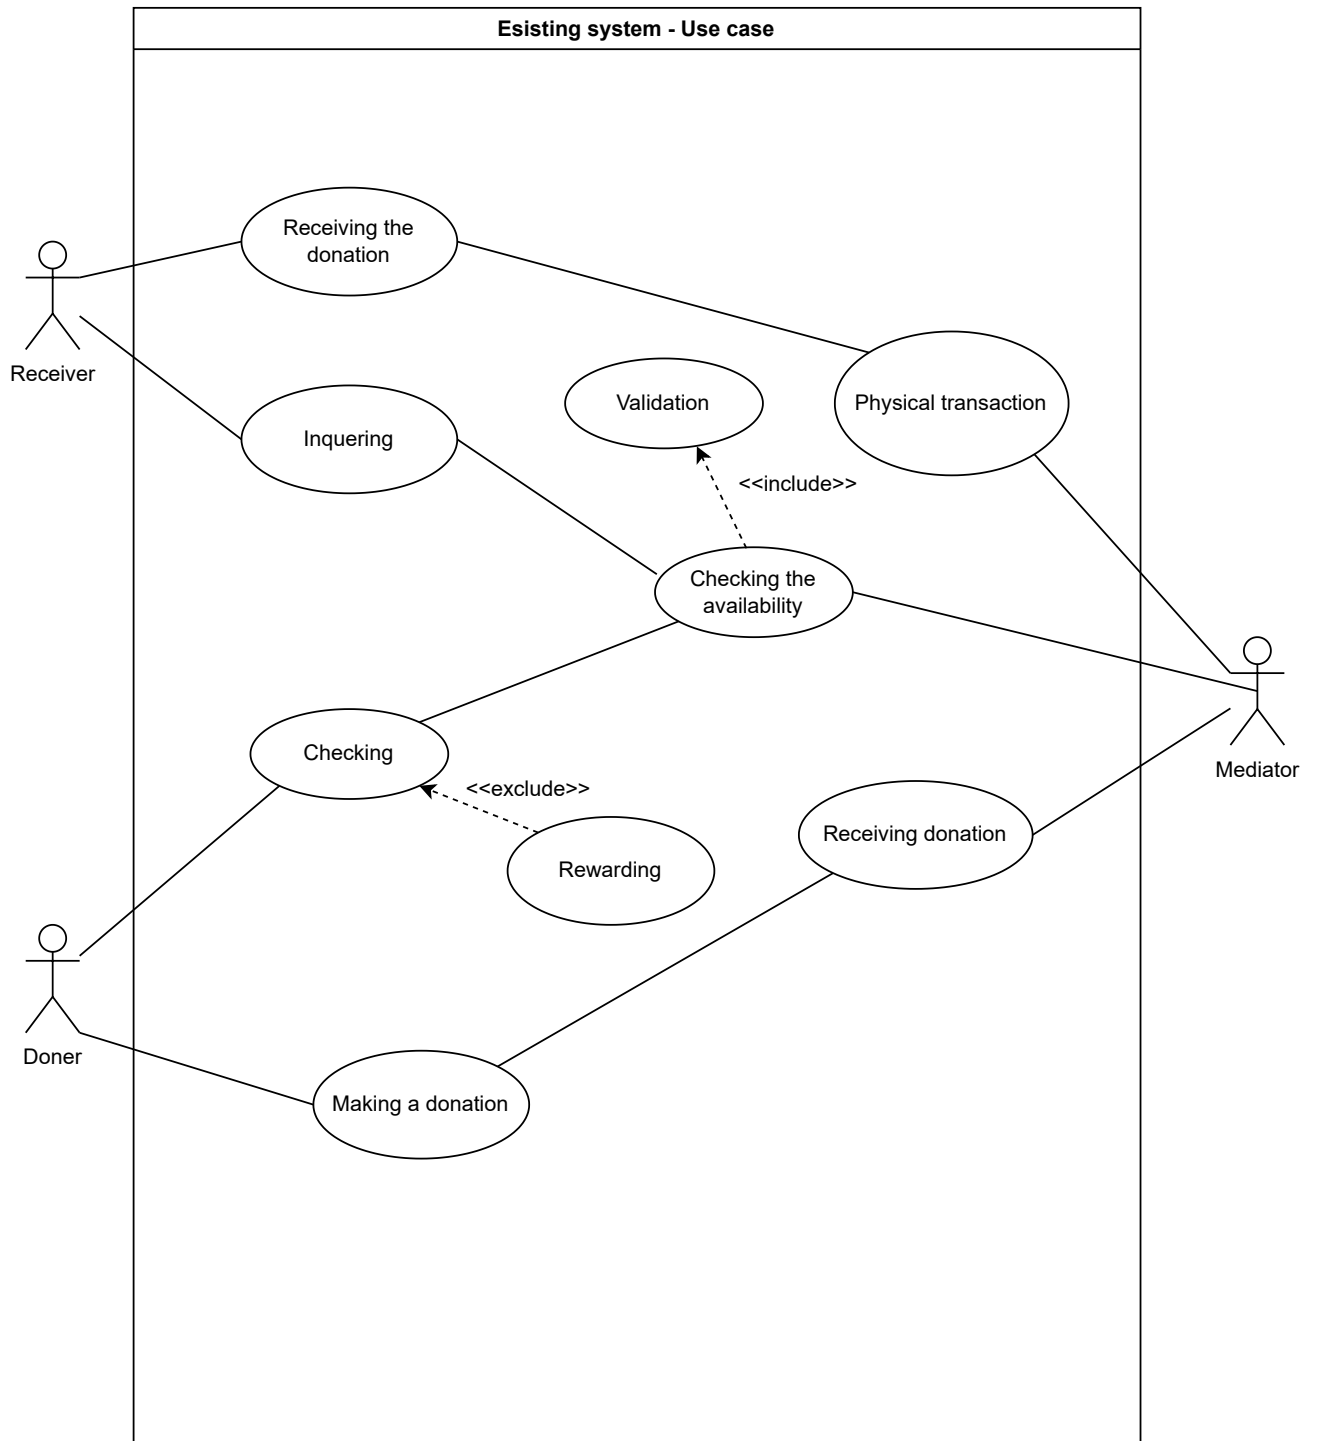 Esisting system - Use case
Receiving the
donation
Receiver
Validation
Physical transaction
Inquering
<<include>>
Checking the
availability
Checking
Mediator
<<exclude>>
Receiving donation
Rewarding
Doner
Making a donation